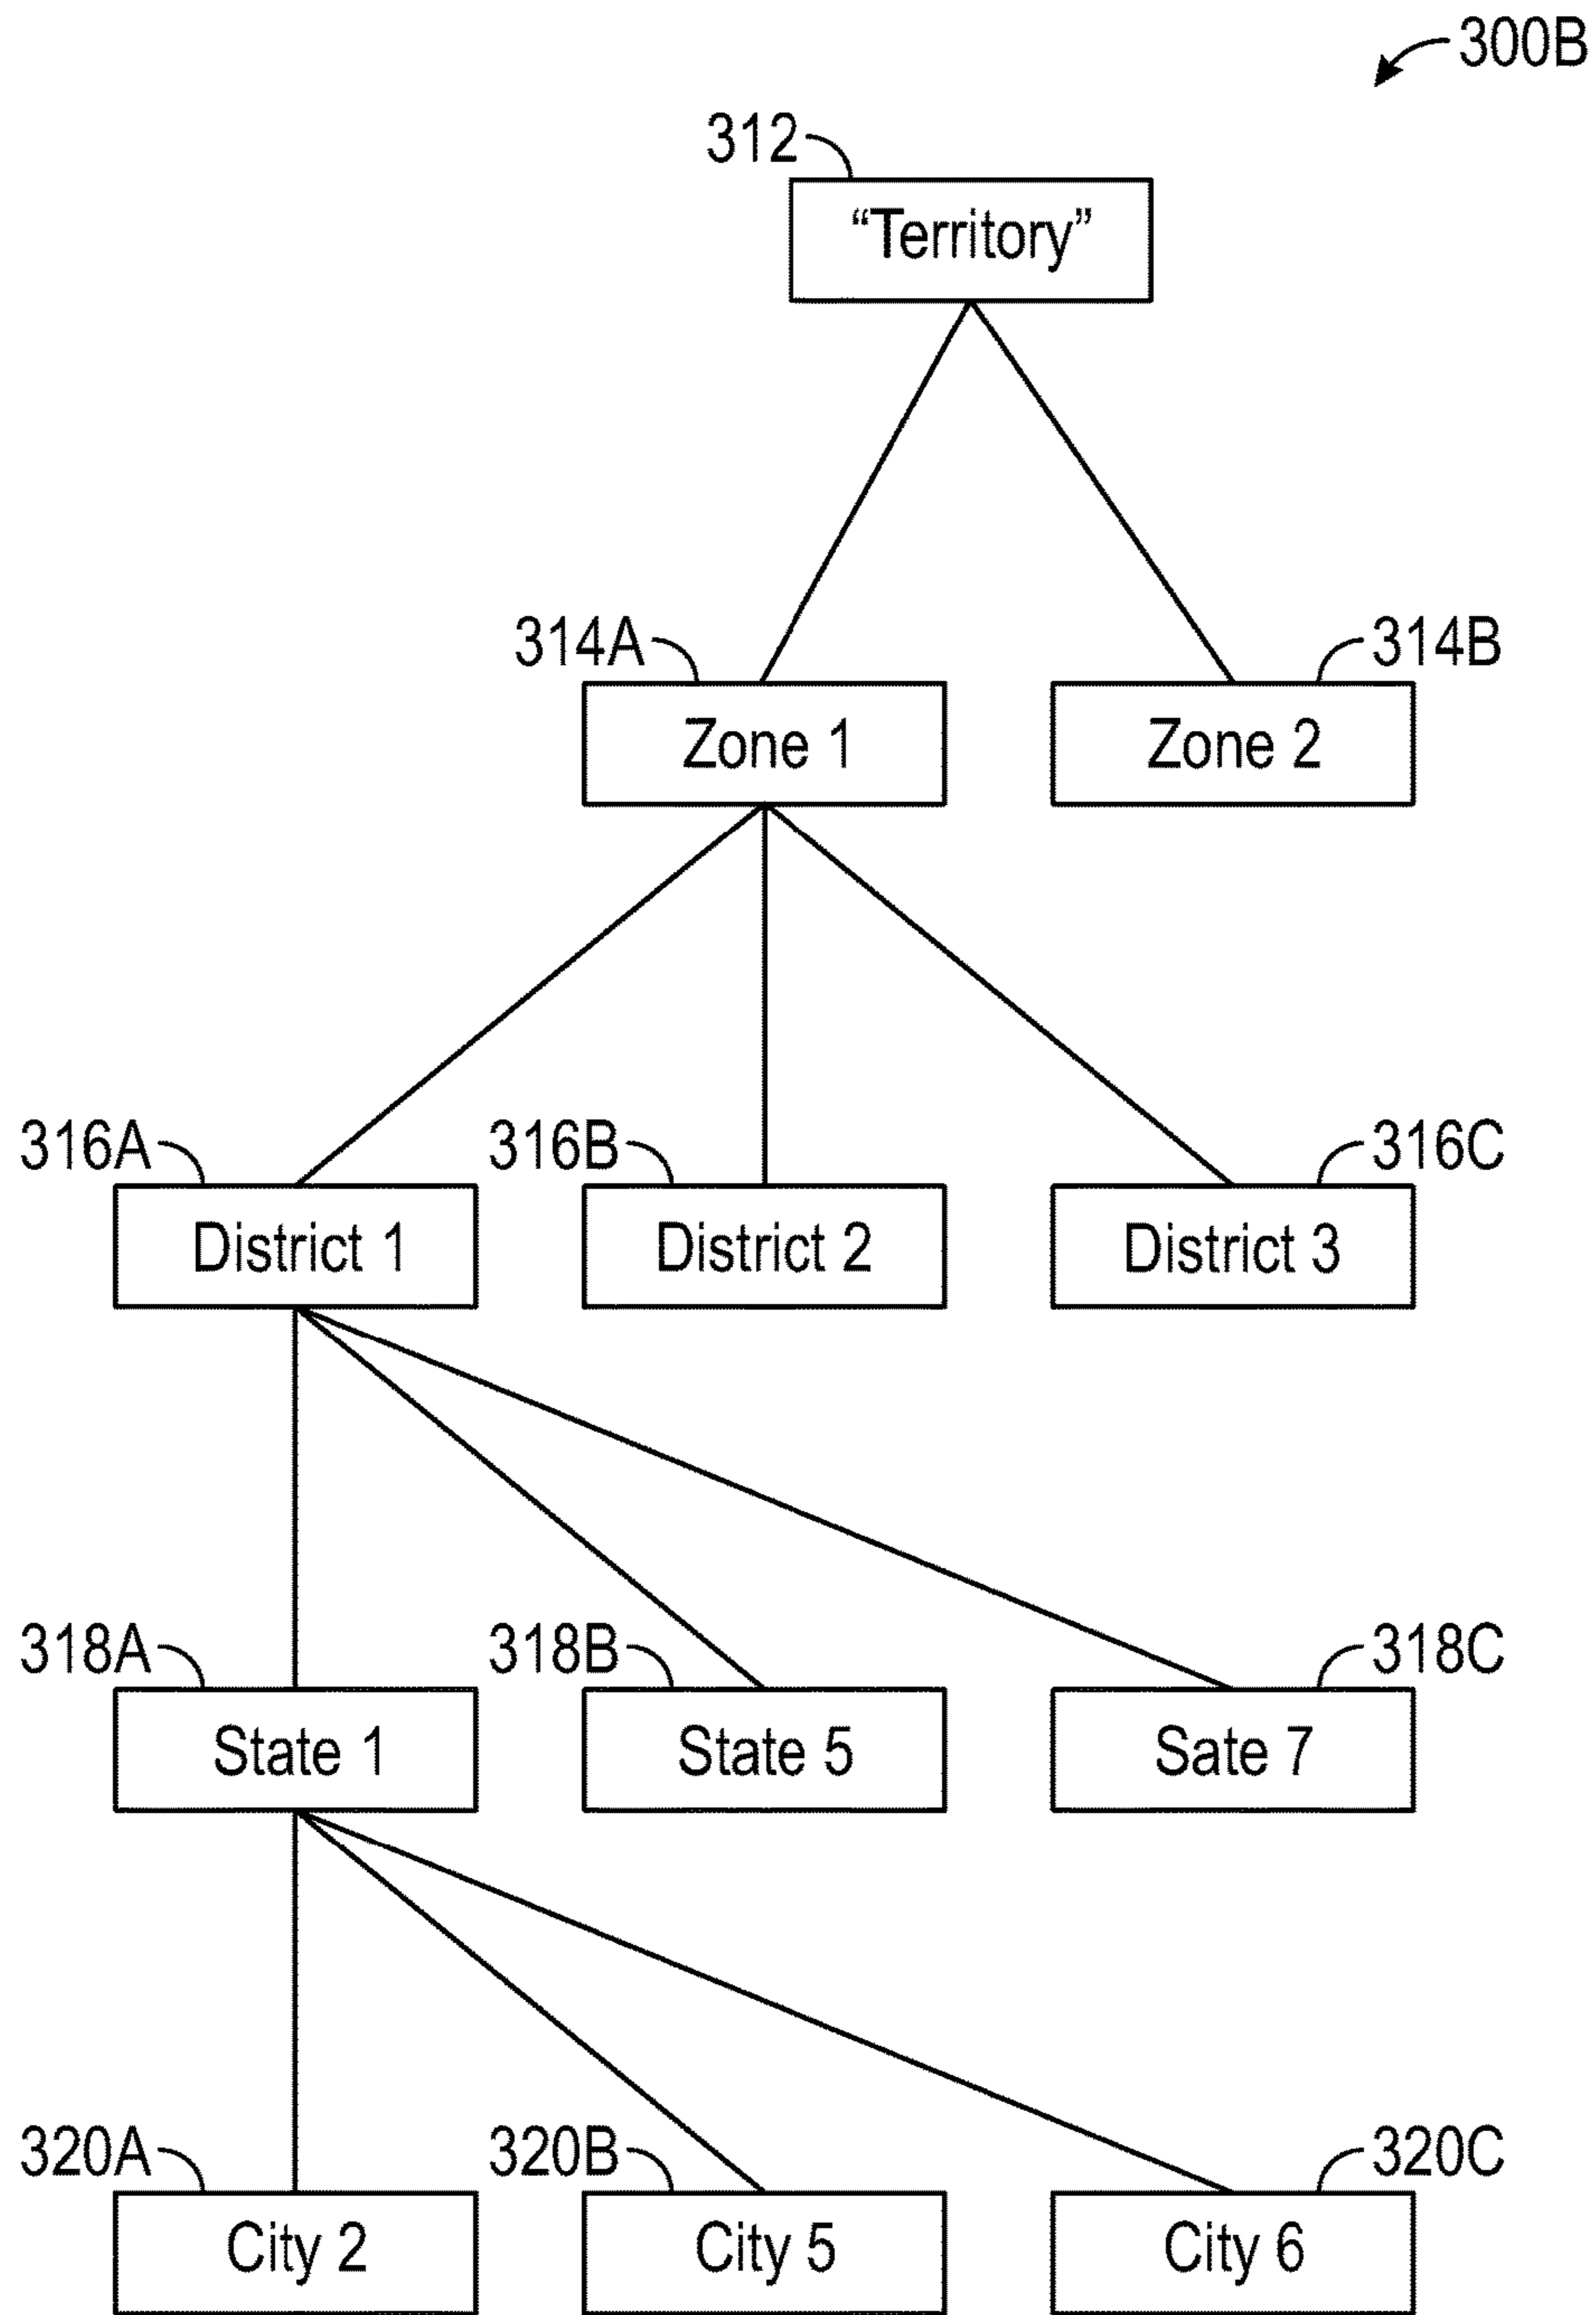 300B
312
“Territory”
314A
314B
Zone 1
Zone 2
316A
316B
316C
District 1
District 2
District 3
318A
318B
318C
State 1
State 5
Sate 7
320A
320B
320C
City 2
City 5
City 6